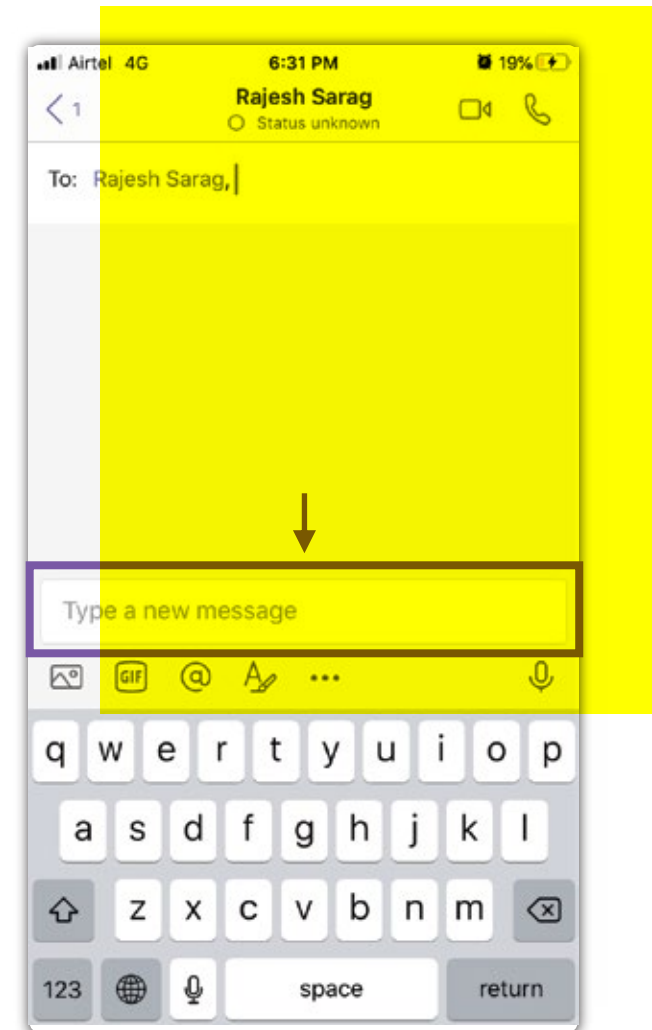 Airtel 4G 6:31 PM 19%
1 Rajesh Sarag
Status unknown
To: Rajesh Sarag,
Type a new message
GIF @ A
q w e r t y u i o p
a s d f g h j k l
z x c v b n m
123 space return